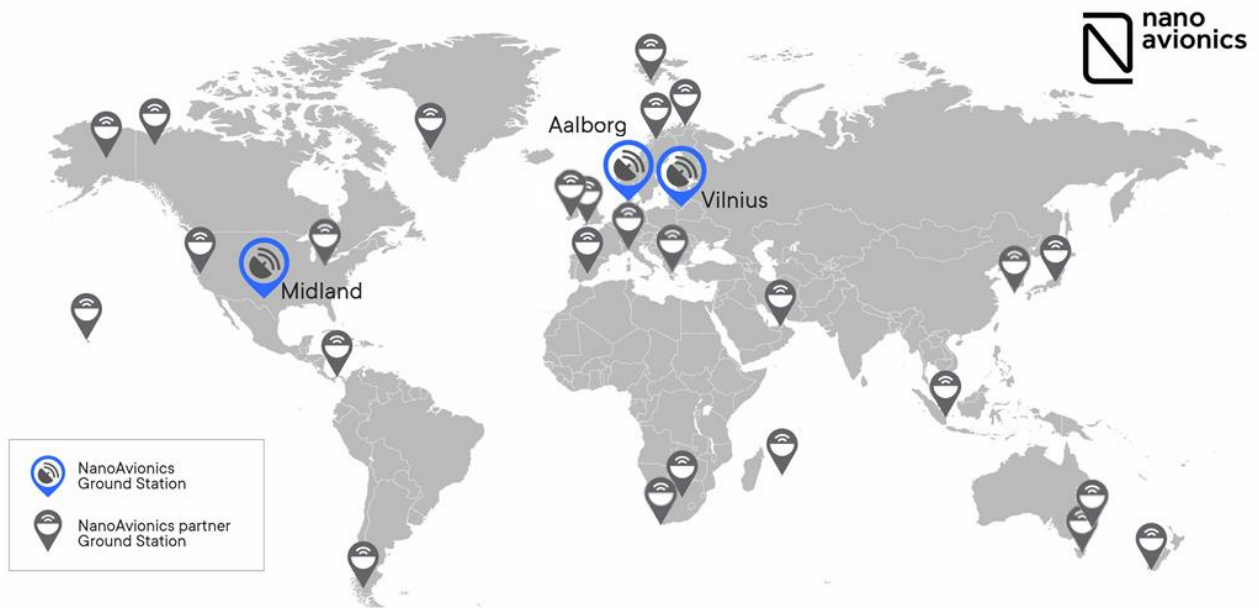 nano
avionics
Aalborg
Vilnius
Midland
NanoAvionics
Ground Station
NanoAvionics partner
Ground Station